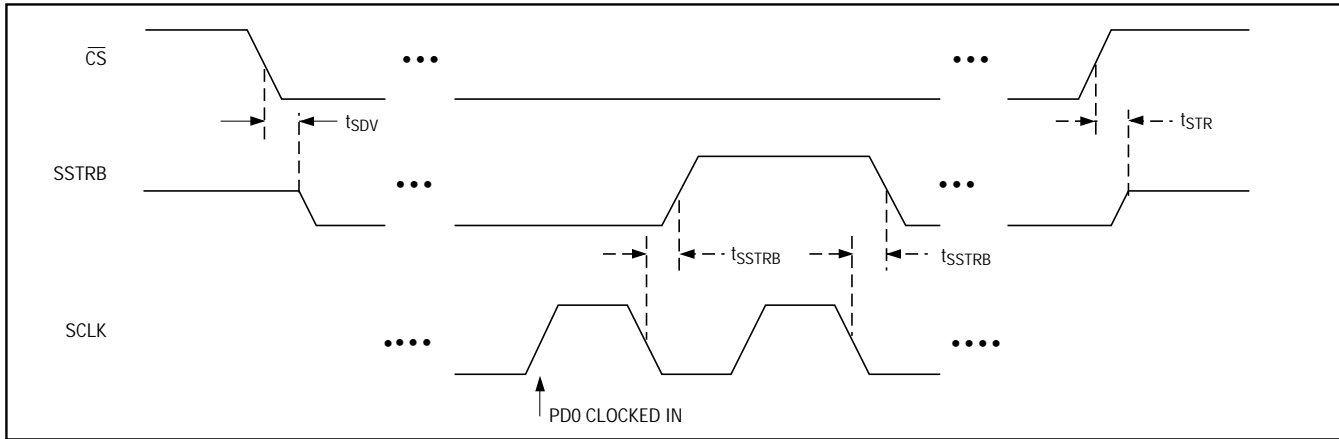 CS
tSDV
tSTR
SSTRB
tSSTRB
tSSTRB
SCLK
PD0 CLOCKED IN